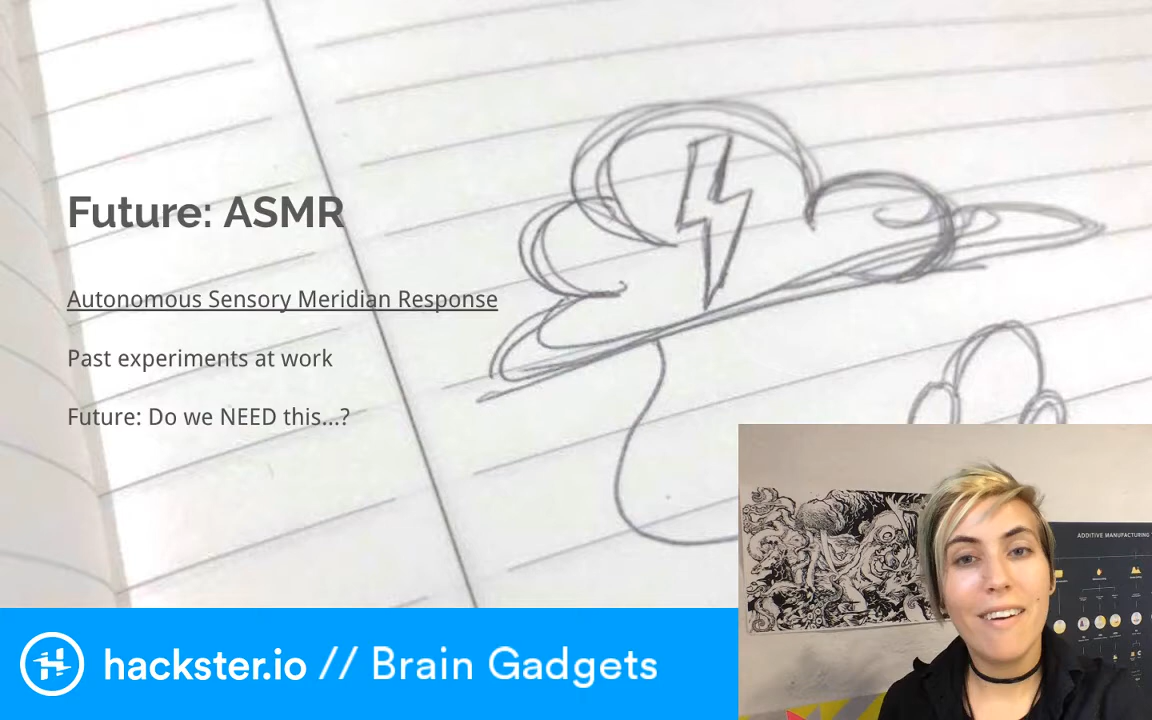 Future: ASMR
Autonomous Sensory Meridian Response
Past experiments at work
Future: Do we NEED this...?
hackster.io // Brain Gadgets
ADDITIVE MANUFACTURING